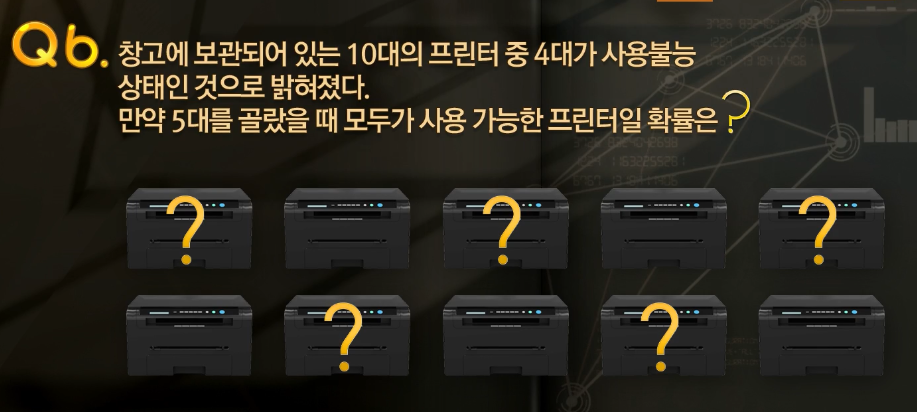 Q6. 창고에 보관되어 있는 10대의 프린터 중 4대가 사용불능
상태인 것으로 밝혀졌다.
만약 5대를 골랐을 때 모두가 사용 가능한 프린터일 확률은?
? ? ?
? ?